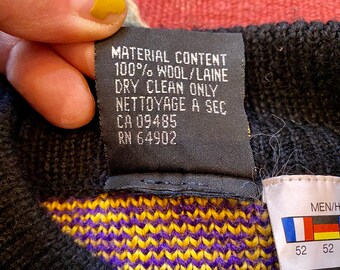 MATERIAL CONTENT
100% WOOL/LAINE
DRY CLEAN ONLY
NETTOYAGE A SEC
CA 09485
RN 64902
MEN/H
52 52